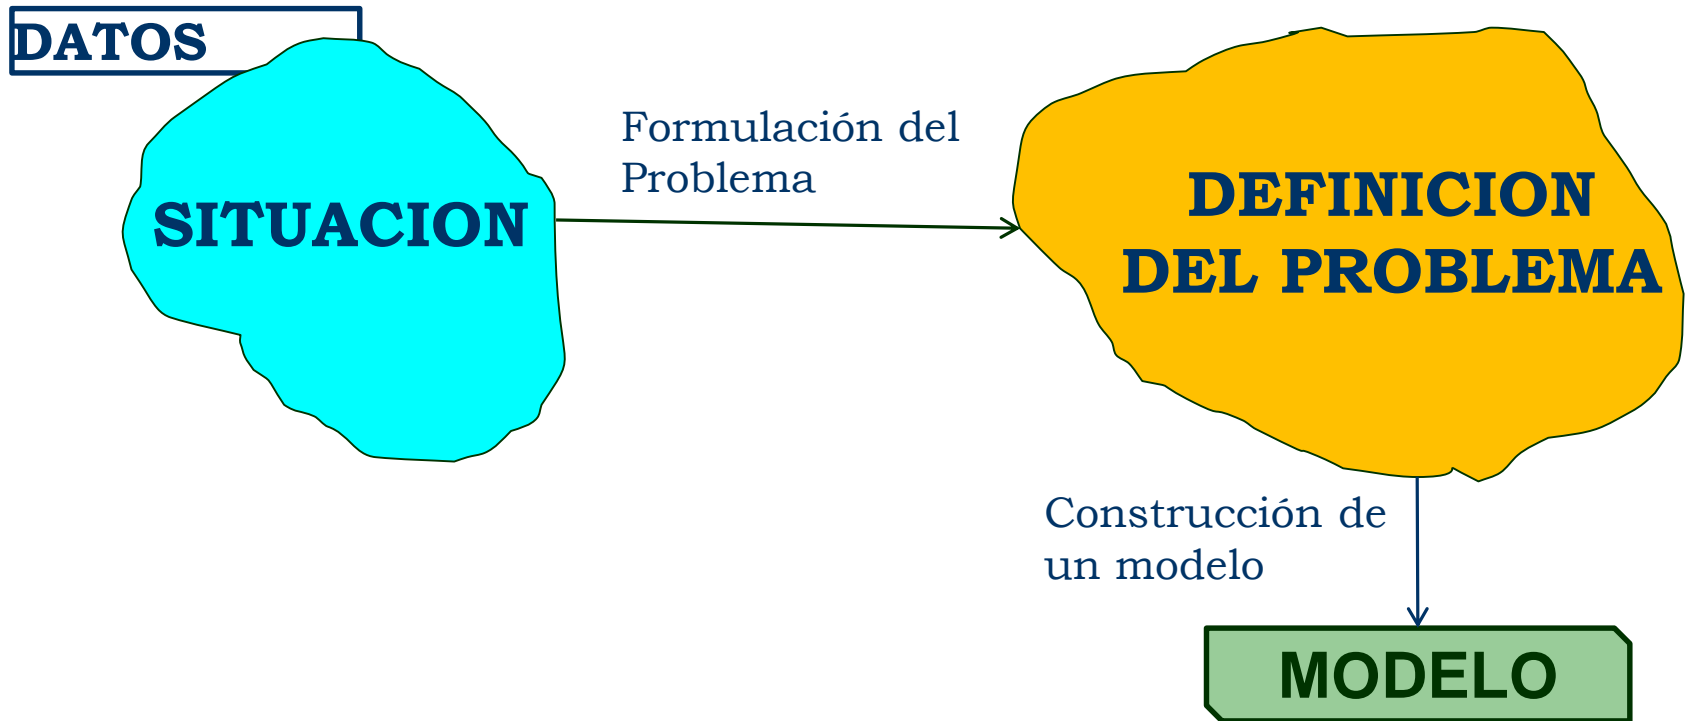 DATOS
SITUACION
Formulación del
Problema
DEFINICION
DEL PROBLEMA
Construcción de
un modelo
MODELO